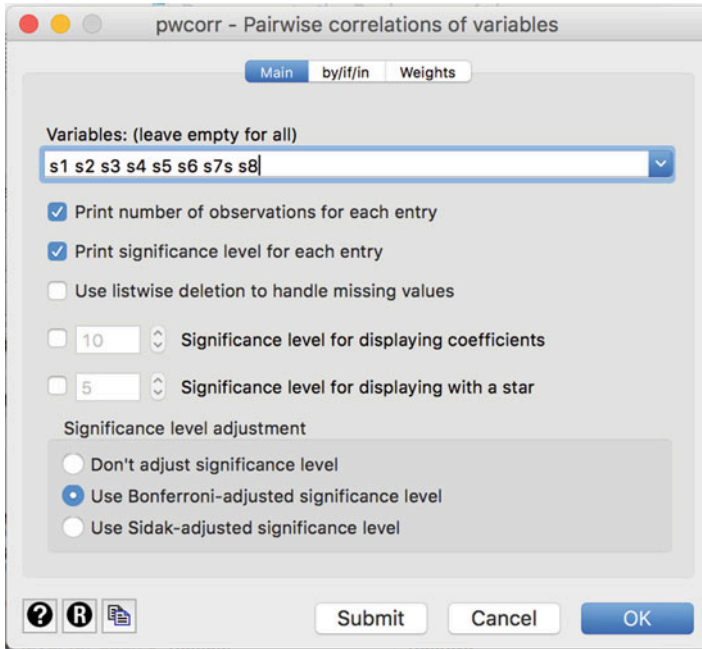 pwcorr - Pairwise correlations of variables
Main by/if/in Weights
Variables: (leave empty for all)
s1 s2 s3 s4 s5 s6 s7s s8
Print number of observations for each entry
Print significance level for each entry
Use listwise deletion to handle missing values
10 Significance level for displaying coefficients
5 Significance level for displaying with a star
Significance level adjustment
Don't adjust significance level
Use Bonferroni-adjusted significance level
Use Sidak-adjusted significance level
? R Submit Cancel OK